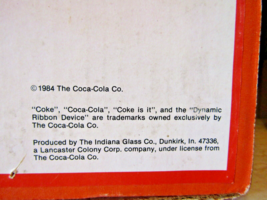 ©1984 The Coca-Cola Co.
"Coke", "Coca-Cola", "Coke is it", and the "Dynamic
Ribbon Device" are trademarks owned exclusively by
The Coca-Cola Co.
Produced by The Indiana Glass Co., Dunkirk, In. 47336,
a Lancaster Colony Corp. company, under license from
The Coca-Cola Co.